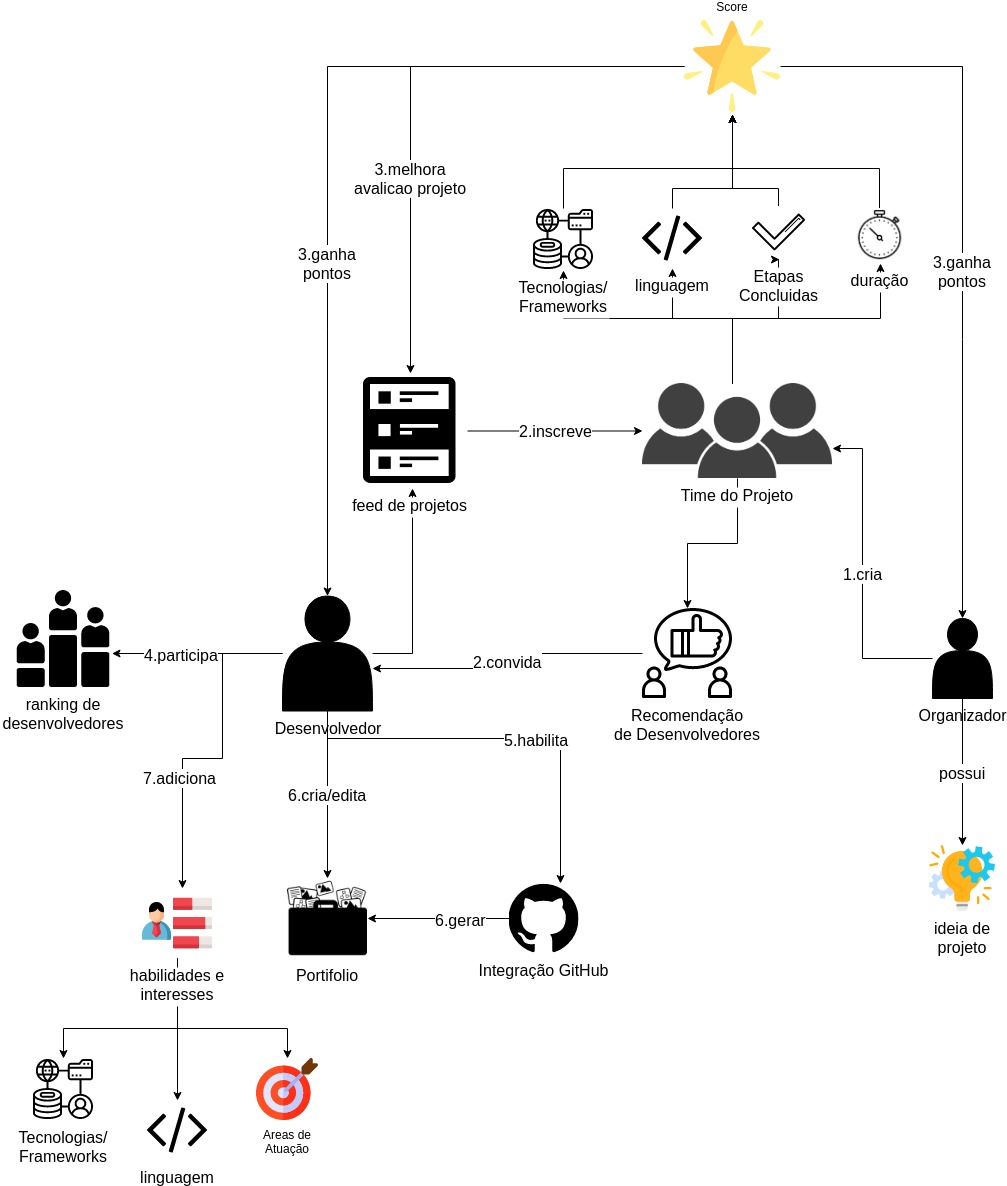 Score
3.melhora
avalicao projeto
3.ganha
pontos
3.ganha
pontos
Tecnologias/
Frameworks
linguagem
Etapas
Concluidas
duração
2.inscreve
feed de projetos
Time do Projeto
1.cria
4.participa
2.convida
ranking de
desenvolvedores
Desenvolvedor
Recomendação
de Desenvolvedores
Organizador
5.habilita
7.adiciona
possui
6.cria/edita
6.gerar
ideia de
projeto
habilidades e
interesses
Portifolio
Integração GitHub
Tecnologias/
Frameworks
Areas de
Atuação
linguagem